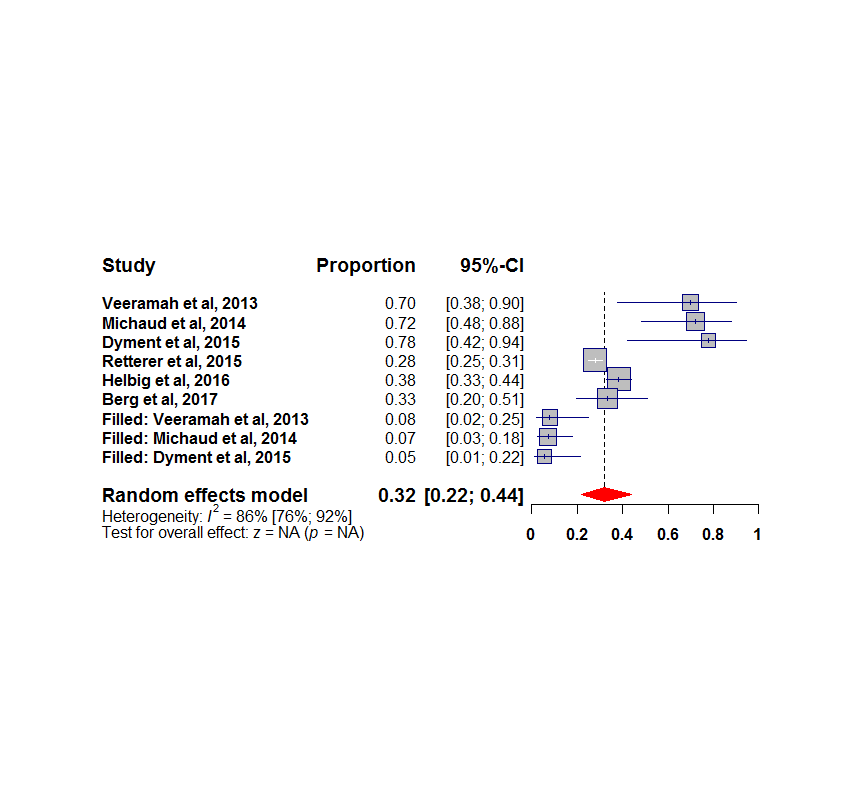 Study Proportion 95%-CI
Veeramah et al, 2013 0.70 [0.38; 0.90]
Michaud et al, 2014 0.72 [0.48; 0.88]
Dyment et al, 2015 0.78 [0.42; 0.94]
Retterer et al, 2015 0.28 [0.25; 0.31]
Helbig et al, 2016 0.38 [0.33; 0.44]
Berg et al, 2017 0.33 [0.20; 0.51]
Filled: Veeramah et al, 2013 0.08 [0.02; 0.25]
Filled: Michaud et al, 2014 0.07 [0.03; 0.18]
Filled: Dyment et al, 2015 0.05 [0.01; 0.22]
Random effects model 0.32 [0.22; 0.44]
Heterogeneity: I² = 86% [76%; 92%]
Test for overall effect: z = NA (p = NA)
0 0.2 0.4 0.6 0.8 1